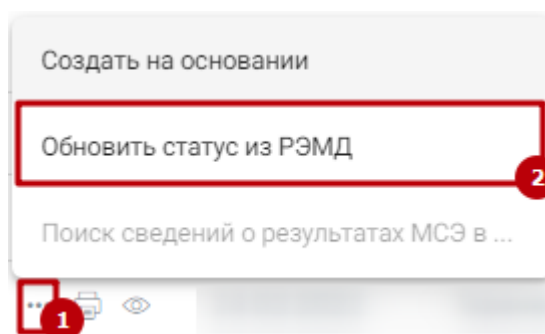 Создать на основании
Обновить статус из РЭМД
2
Поиск сведений о результатах МСЭ в ...
1